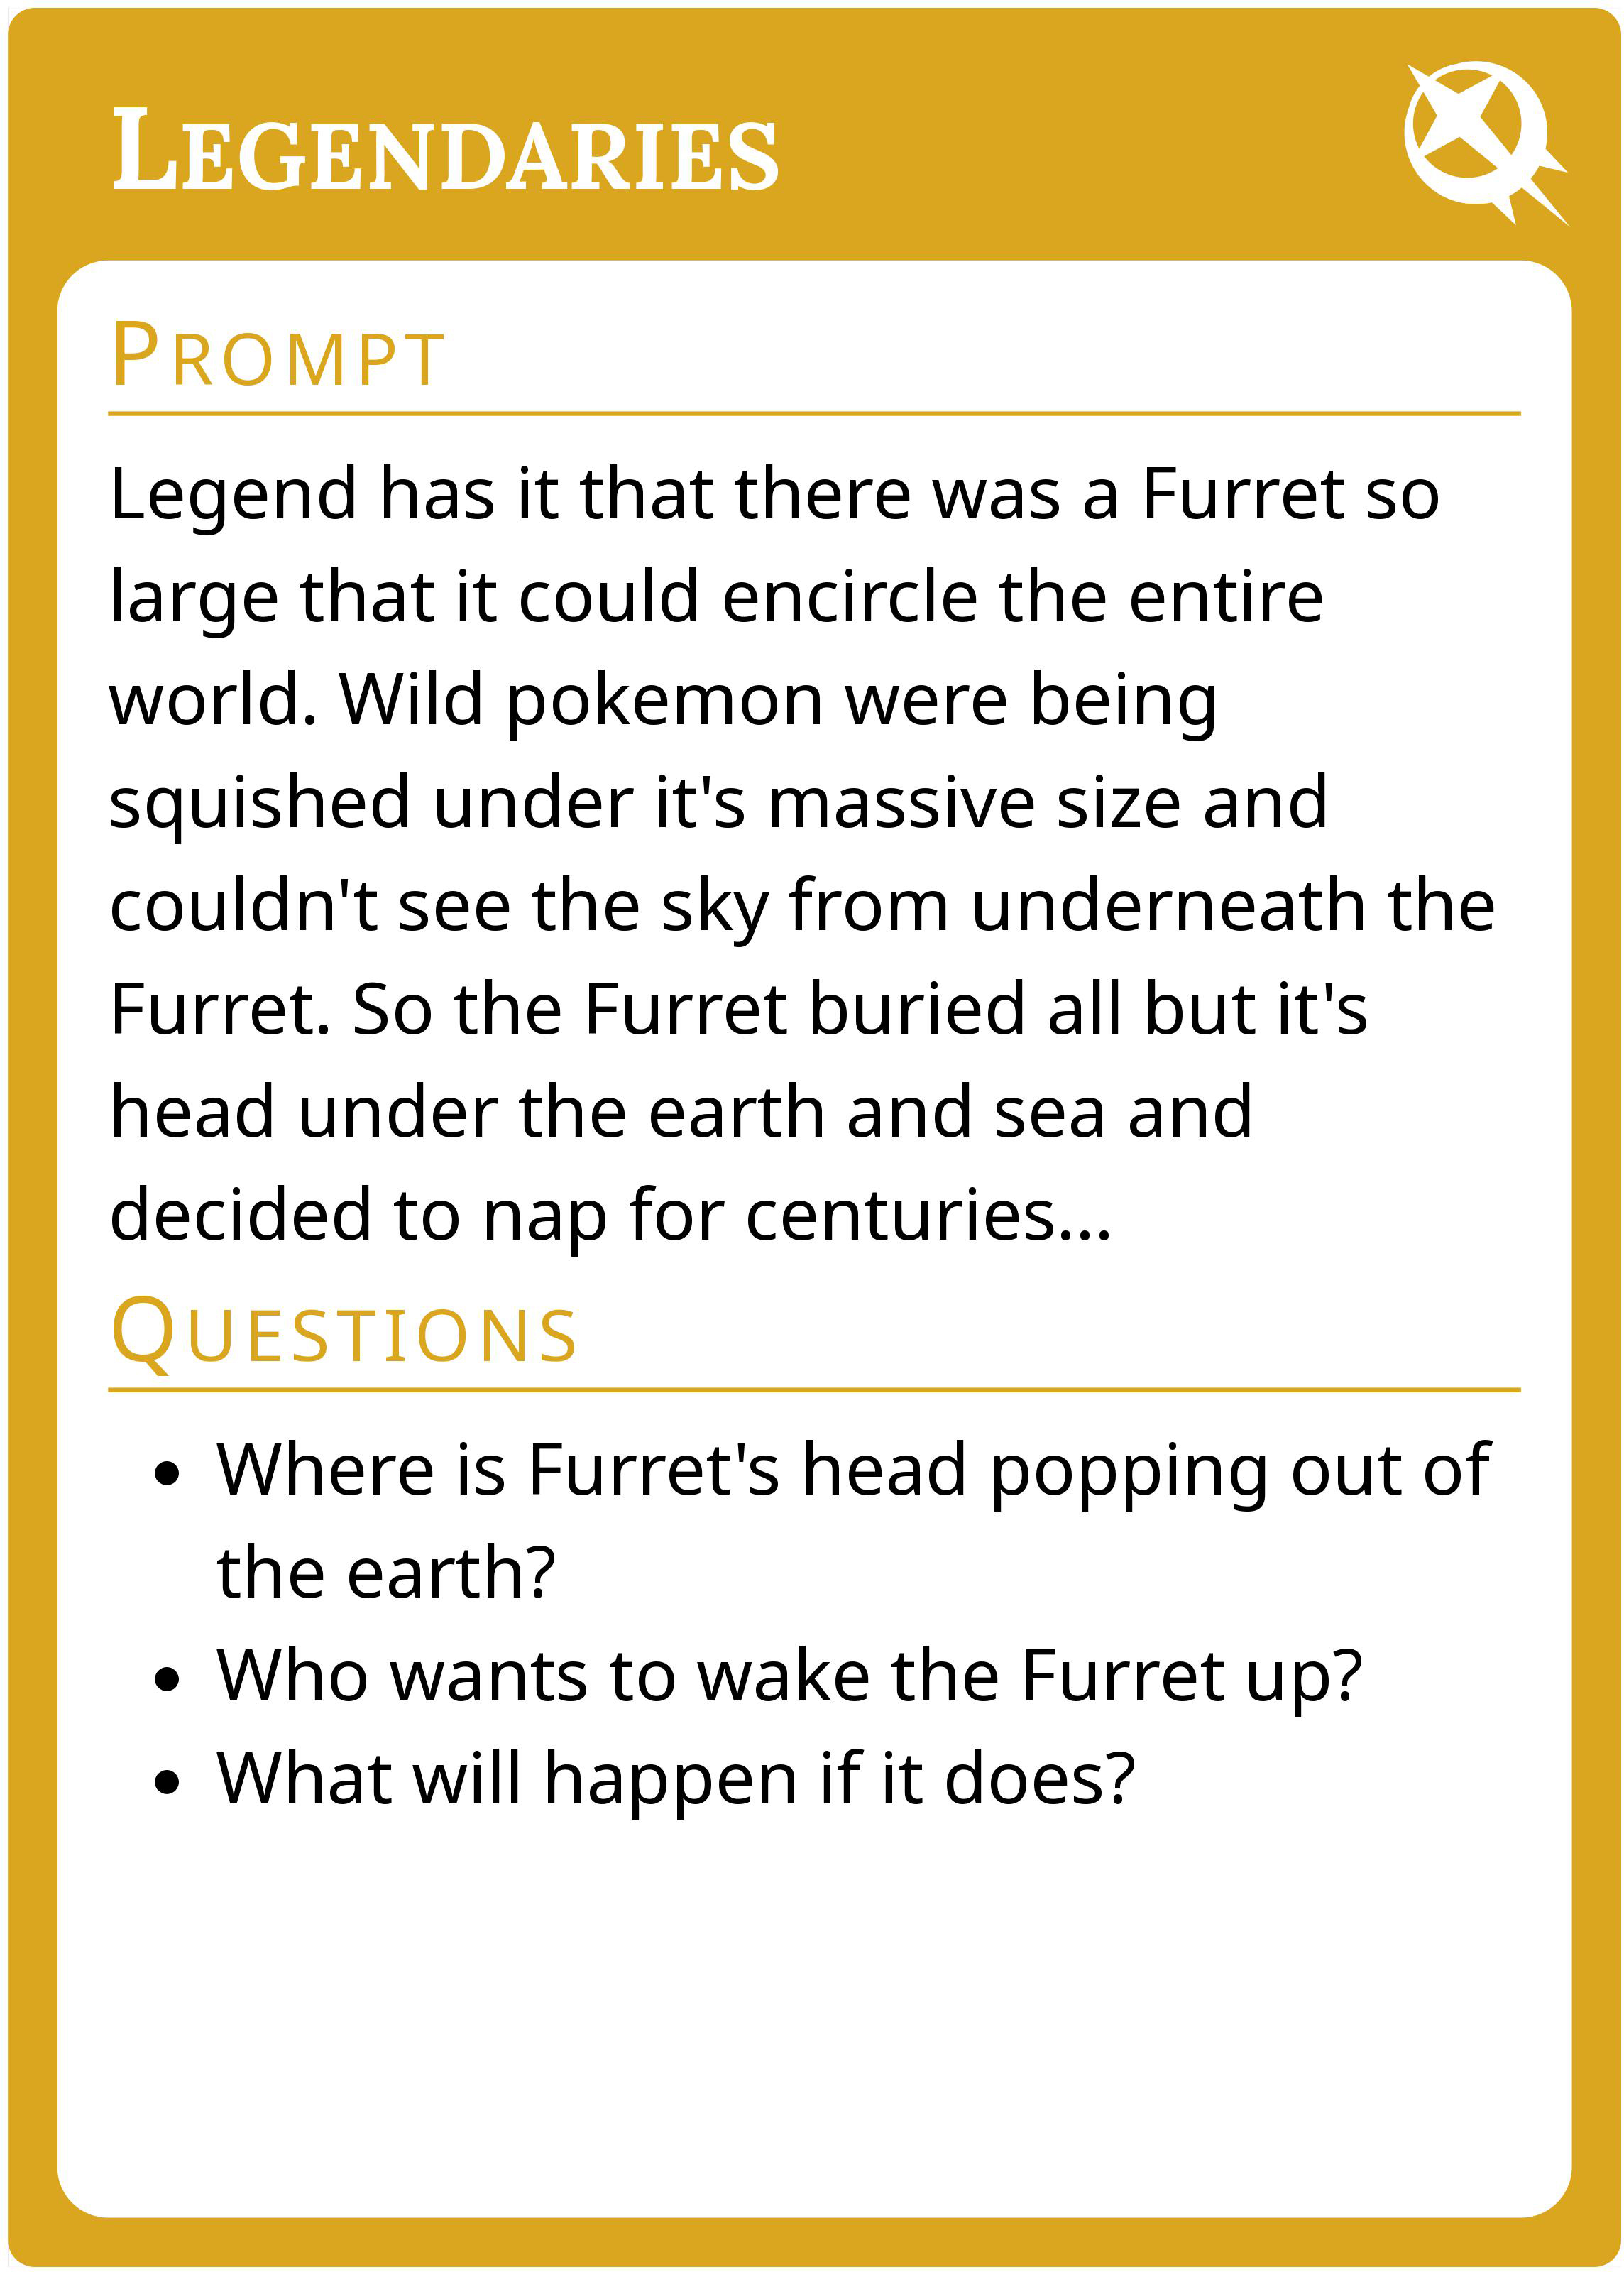 LEGENDARIES
PROMPT
Legend has it that there was a Furret so
large that it could encircle the entire
world. Wild pokemon were being
squished under it's massive size and
couldn't see the sky from underneath the
Furret. So the Furret buried all but it's
head under the earth and sea and
decided to nap for centuries...
QUESTIONS
• Where is Furret's head popping out of
the earth?
• Who wants to wake the Furret up?
• What will happen if it does?